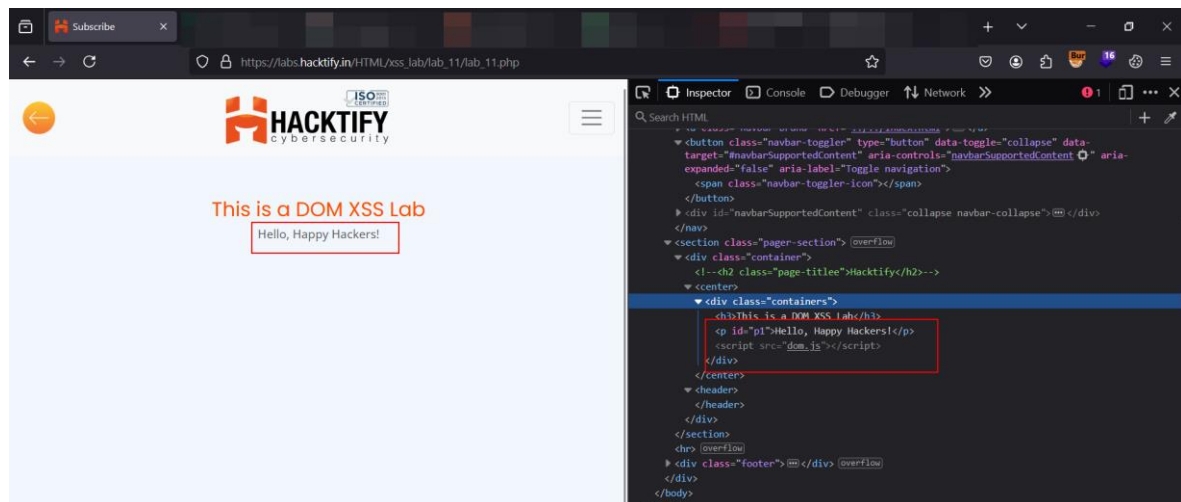 Subscribe
https://labs.hacktify.in/HTML/xss_lab/lab_11/lab_11.php
Bur
16
ISO
CERTIFIED
HACKTIFY
cybersecurity
This is a DOM XSS Lab
Hello, Happy Hackers!
Inspector Console Debugger Network 1
Search HTML
<button class="navbar-toggler" type="button" data-toggle="collapse" data-
target="#navbarSupportedContent" aria-controls="navbarSupportedContent" aria-
expanded="false" aria-label="Toggle navigation">
<span class="navbar-toggler-icon"></span>
</button>
<div id="navbarSupportedContent" class="collapse navbar-collapse"></div>
</nav>
<section class="pager-section"> overflow
<div class="container">
<!--<h2 class="page-titlee">Hacktify</h2>-->
<center>
<div class="containers">
<h3>This is a DOM XSS Lab</h3>
<p id="p1">Hello, Happy Hackers!</p>
<script src="dom.js"></script>
</div>
</center>
<header>
</header>
</div>
</section>
<hr> overflow
<div class="footer"></div> overflow
</div>
</body>